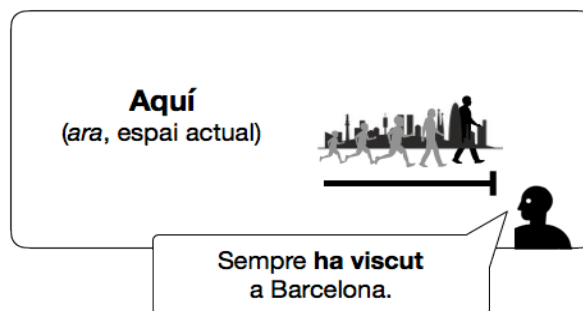 Aquí
(ara, espai actual)
Sempre ha viscut
a Barcelona.